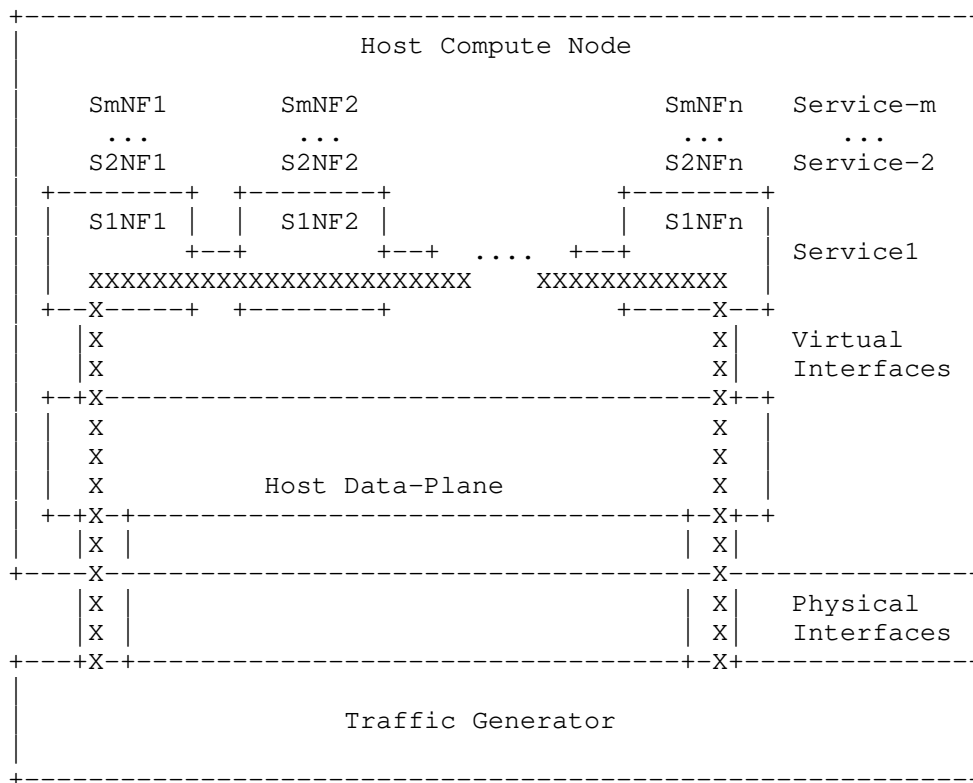 Host Compute Node
SmNF1 SmNF2 SmNFn Service-m
... ... ... ...
S2NF1 S2NF2 S2NFn Service-2
S1NF1 S1NF2 S1NFn
.... Service1
XXXXXXXXXXXXXXXXXXXXXXXX XXXXXXXXXXXX
X X
X X Virtual
X X Interfaces
X X
X X
X X
X Host Data-Plane X
X X
X X
X X
X X Physical
X X Interfaces
X X
Traffic Generator